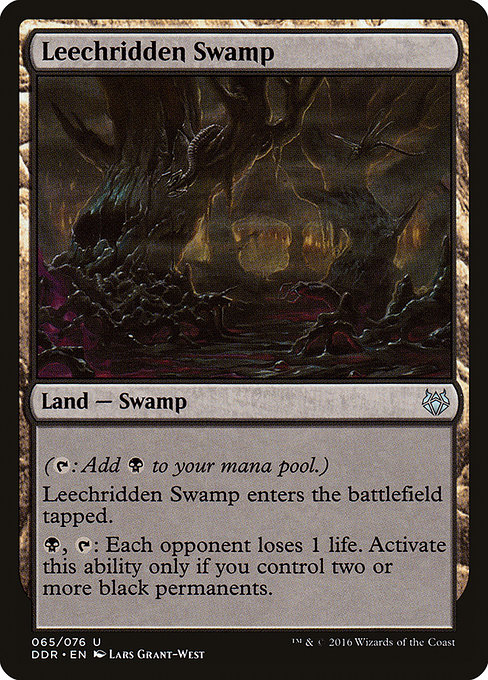 Leechridden Swamp
Land — Swamp
(: Add to your mana pool.)
Leechridden Swamp enters the battlefield
tapped.
, : Each opponent loses 1 life. Activate
this ability only if you control two or
more black permanents.
065/076 U
DDR • EN Lars Grant-West
™ & © 2016 Wizards of the Coast